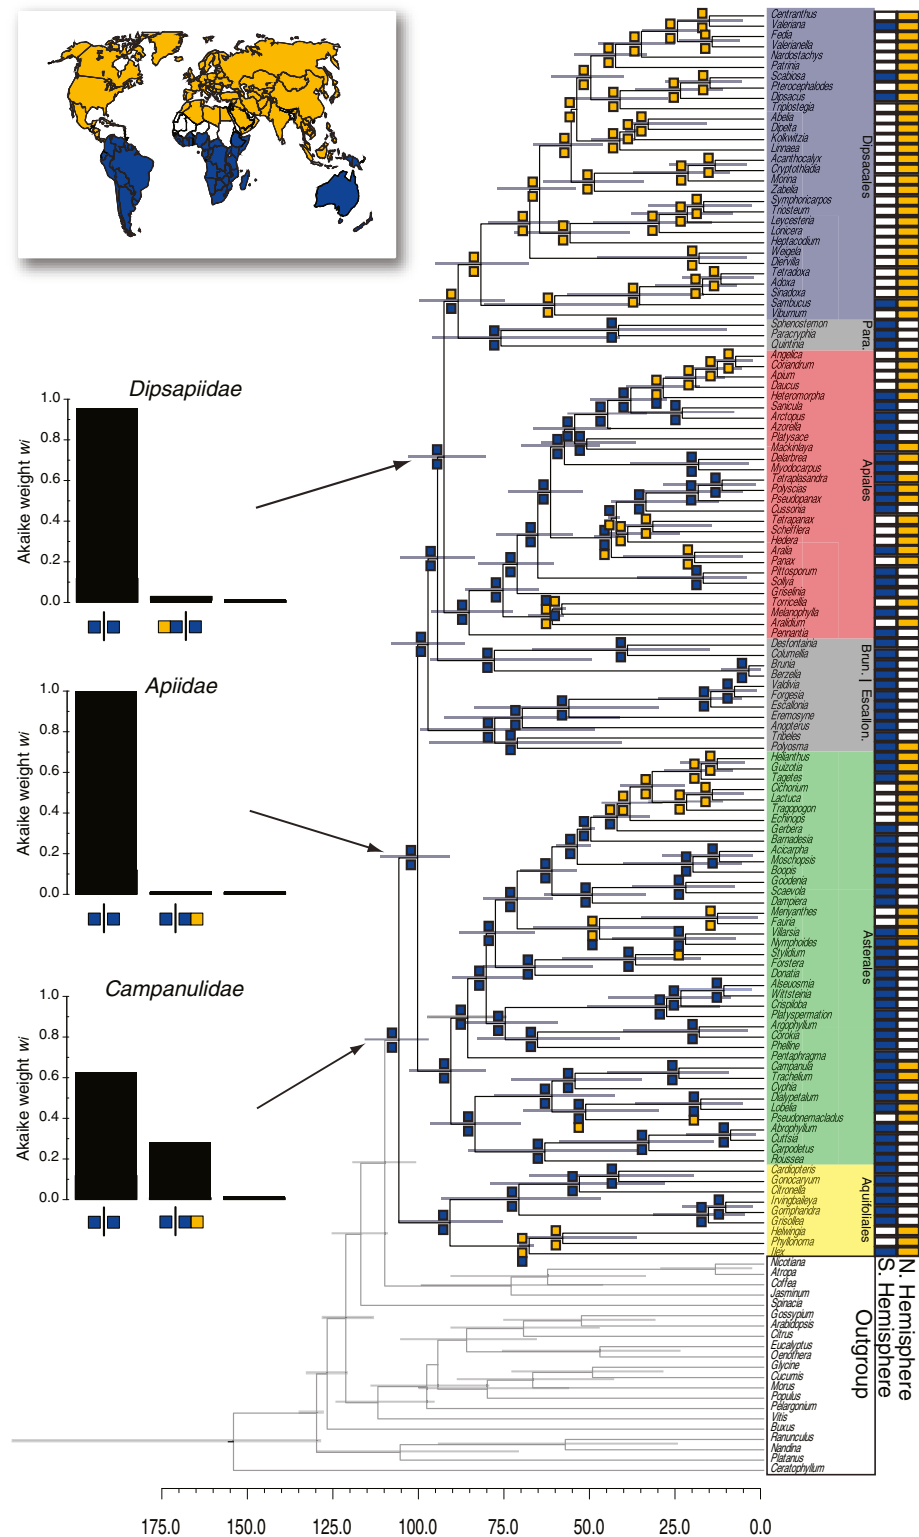 Dipsapiidae
Akaike weight wi
1.0
0.8
0.6
0.4
0.2
0.0
Apiidae
Akaike weight wi
1.0
0.8
0.6
0.4
0.2
0.0
Campanulidae
Akaike weight wi
1.0
0.8
0.6
0.4
0.2
0.0
Centranthus
Valeriana
Fedia
Valerianella
Nardostachys
Patrinia
Scabiosa
Pterocephalodes
Dipsacus
Triplostegia
Abelia
Dipelta
Kolkwitzia
Linnaea
Acanthocalyx
Cryptothladia
Morina
Zabelia
Symphoricarpos
Triosteum
Leycesteria
Lonicera
Heptacodium
Weigela
Diervilla
Tetradoxa
Adoxa
Sinadoxa
Sambucus
Viburnum
Sphenostemon
Paracryphia
Quintinia
Angelica
Coriandrum
Apium
Daucus
Heteromorpha
Sanicula
Arctopus
Azorella
Platysace
Mackinlaya
Delarbrea
Myodocarpus
Tetraplasandra
Polyscias
Pseudopanax
Cussonia
Tetrapanax
Schefflera
Hedera
Aralia
Panax
Pittosporum
Sollya
Griselinia
Torricellia
Melanophylla
Aralidium
Pennantia
Desfontainia
Columellia
Brunia
Berzelia
Valdivia
Forgesia
Escallonia
Eremosyne
Anopterus
Tribeles
Polyosma
Helianthus
Guizotia
Tagetes
Cichorium
Lactuca
Tragopogon
Echinops
Gerbera
Barnadesia
Acicarpha
Moschopsis
Boopis
Goodenia
Scaevola
Dampiera
Menyanthes
Fauria
Villarsia
Nymphoides
Stylidium
Forstera
Donatia
Alseuosmia
Wittsteinia
Crispiloba
Platyspermation
Argophyllum
Corokia
Phelline
Pentaphragma
Campanula
Trachelium
Cyphia
Dialypetalum
Lobelia
Pseudonemacladus
Abrophyllum
Cuttsia
Carpodetus
Roussea
Cardiopteris
Gonocaryum
Citronella
Irvingbaileya
Gomphandra
Grisollea
Helwingia
Phyllonoma
Ilex
Nicotiana
Atropa
Coffea
Jasminum
Spinacia
Gossypium
Arabidopsis
Citrus
Eucalyptus
Oenothera
Glycine
Cucumis
Morus
Populus
Pelargonium
Vitis
Buxus
Ranunculus
Nandina
Platanus
Ceratophyllum
Dipsacales
Para.
Apiales
Brun. | Escallon.
Asterales
Aquifoliales
Outgroup
S. Hemisphere
N. Hemisphere
175.0
150.0
125.0
100.0
75.0
50.0
25.0
0.0